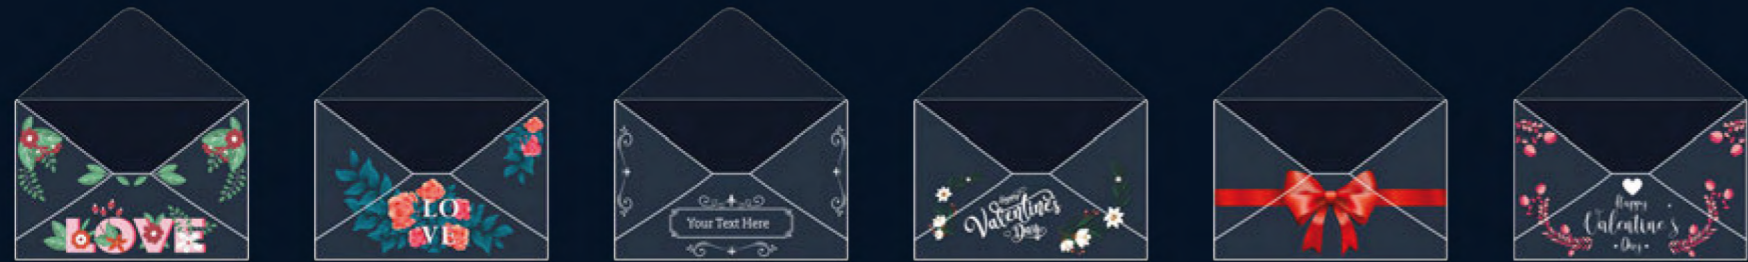 LOVE
LO
VE
Your Text Here
Happy
Valentine's
Day
Happy
Valentine's
Day